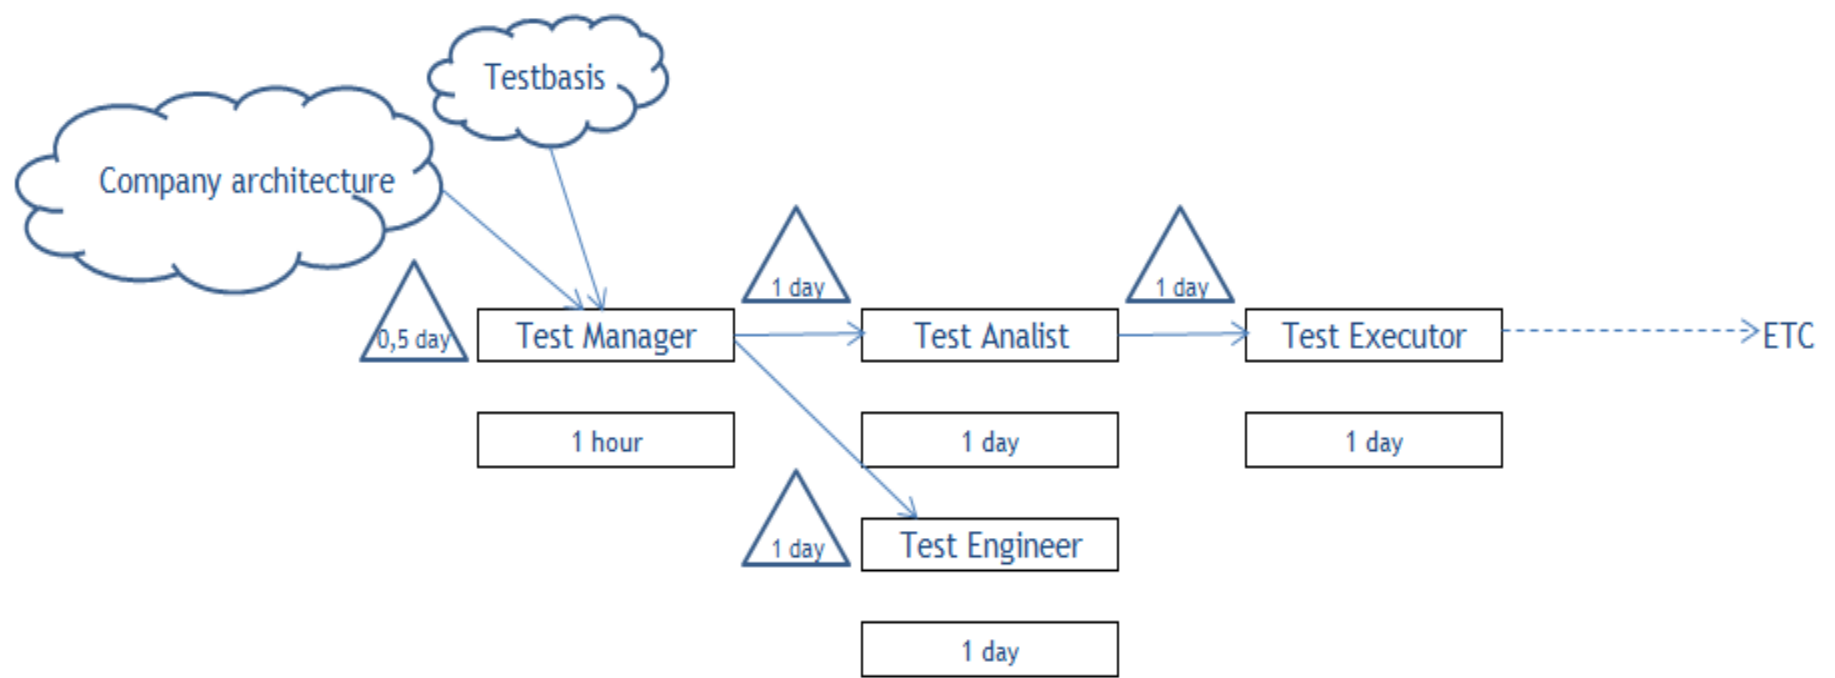 Testbasis
Company architecture
1 day
1 day
0,5 day
Test Manager
Test Analist
Test Executor
ETC
1 hour
1 day
1 day
1 day
Test Engineer
1 day